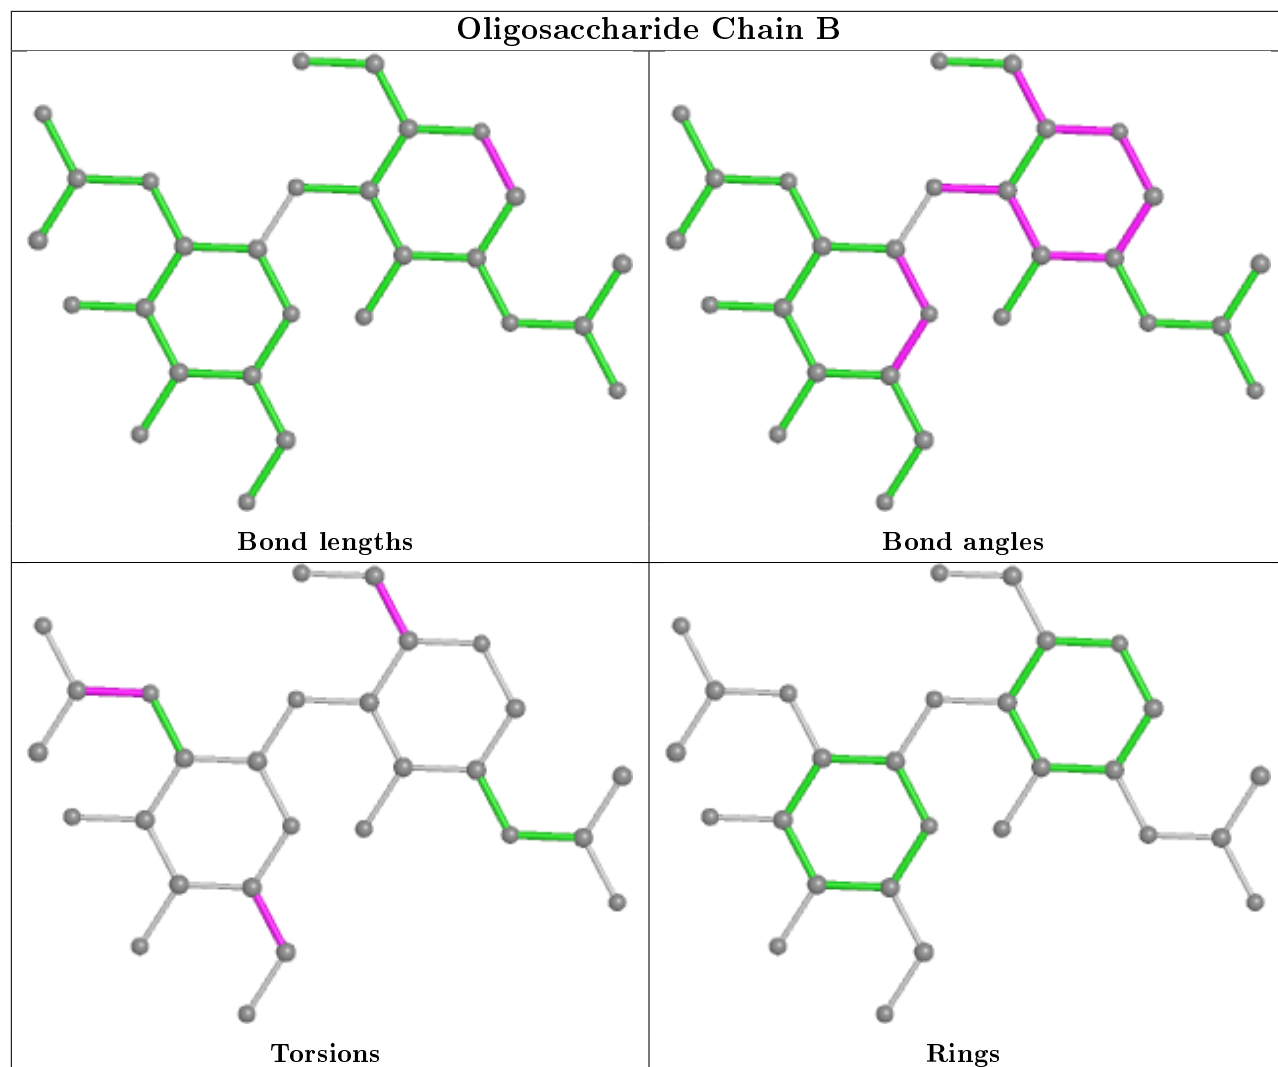 Oligosaccharide Chain B
Bond lengths
Bond angles
Torsions
Rings